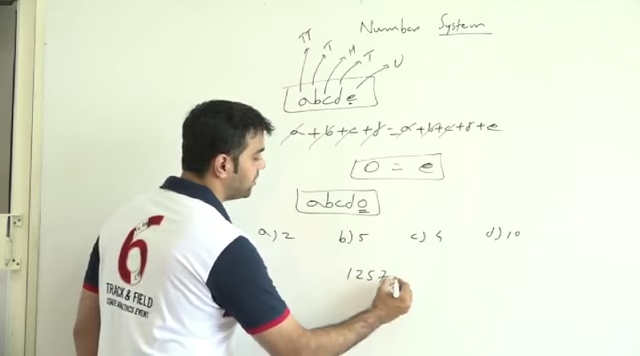 Number System
TT T H T U
abcde
a+b+c+d=a+b+c+d+e
0 = e
abcd0
a) 2 b) 5 c) 4 d) 10
1257
6
TRACK & FIELD